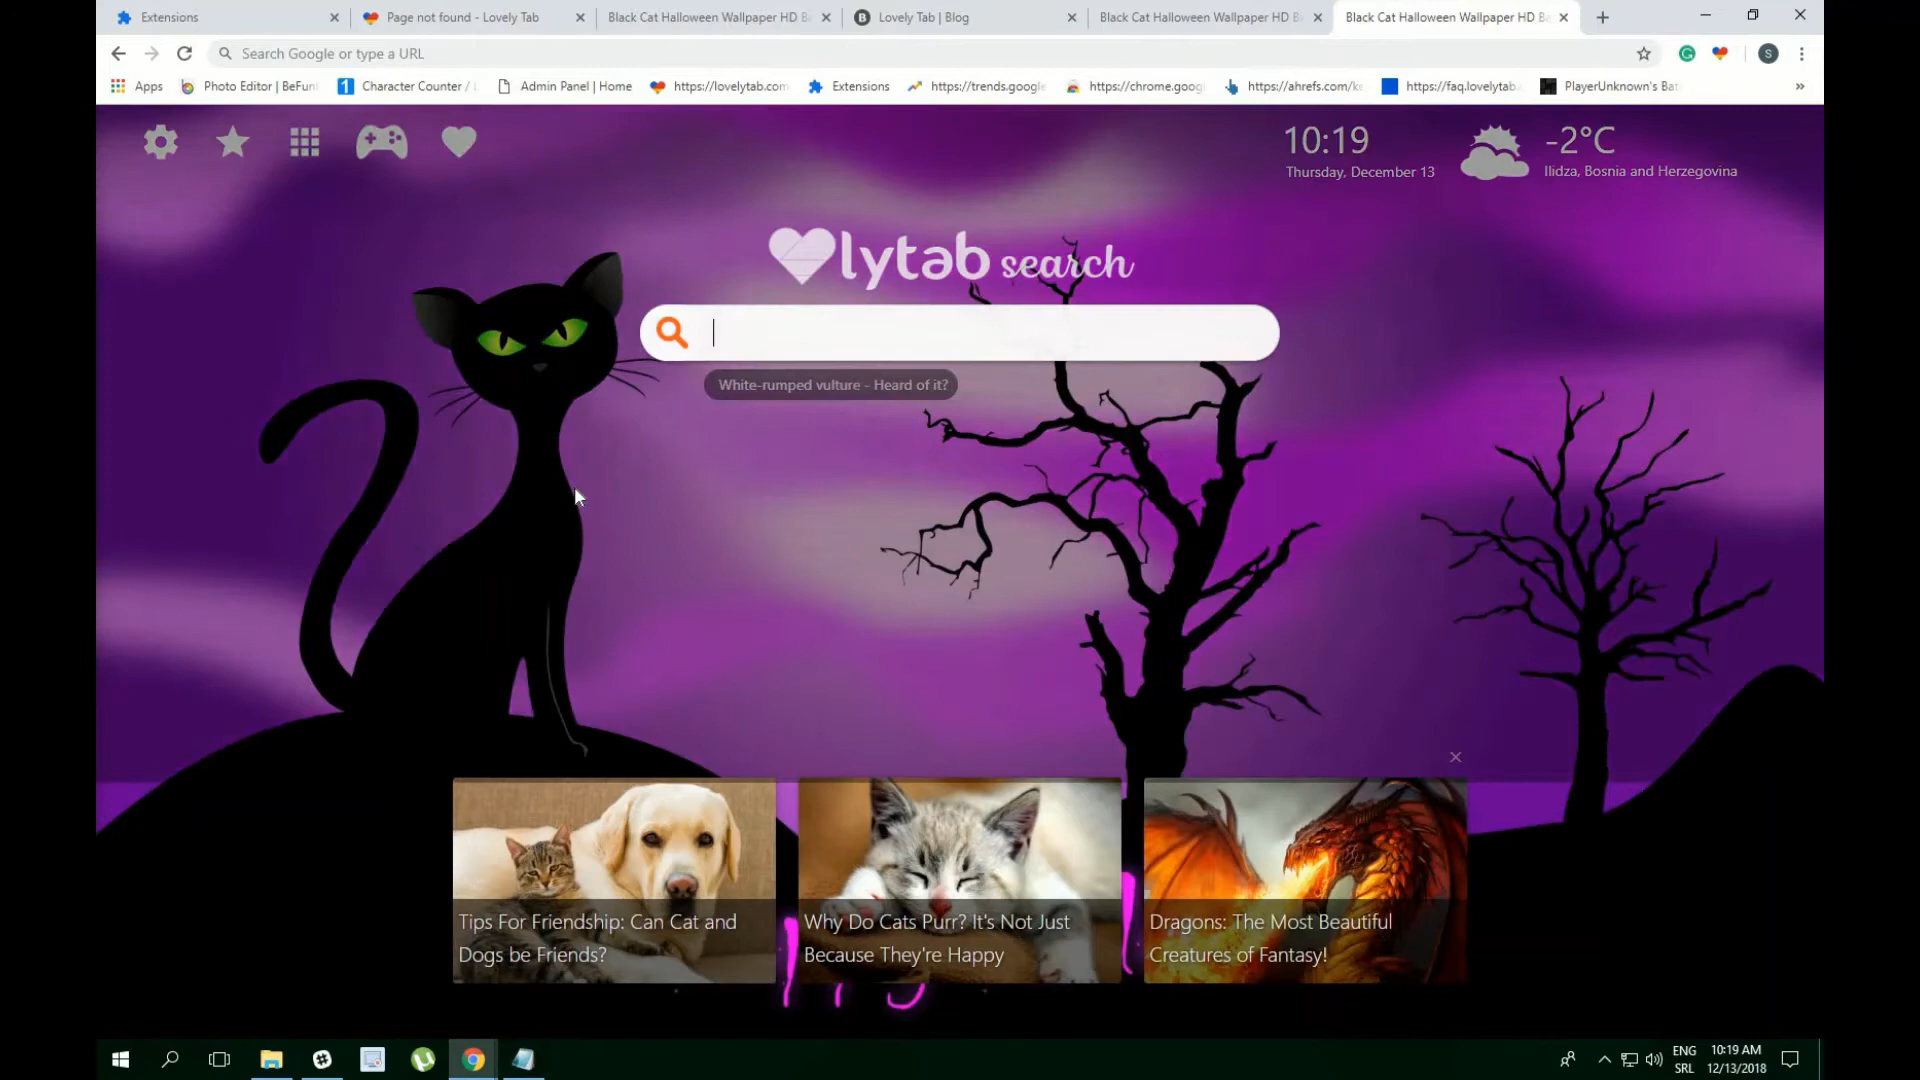 Extensions
Page not found - Lovely Tab
Black Cat Halloween Wallpaper HD B
Lovely Tab | Blog
Black Cat Halloween Wallpaper HD B
Black Cat Halloween Wallpaper HD B
Search Google or type a URL
Apps
Photo Editor | BeFun
Character Counter /
Admin Panel | Home
https://lovelytab.com
Extensions
https://trends.google
https://chrome.goog
https://ahrefs.com/ke
https://faq.lovelytab.
PlayerUnknown's Bat
10:19
Thursday, December 13
-2°C
Ilidza, Bosnia and Herzegovina
lytab search
White-rumped vulture - Heard of it?
Tips For Friendship: Can Cat and
Dogs be Friends?
Why Do Cats Purr? It's Not Just
Because They're Happy
Dragons: The Most Beautiful
Creatures of Fantasy!
ENG
SRL
10:19 AM
12/13/2018